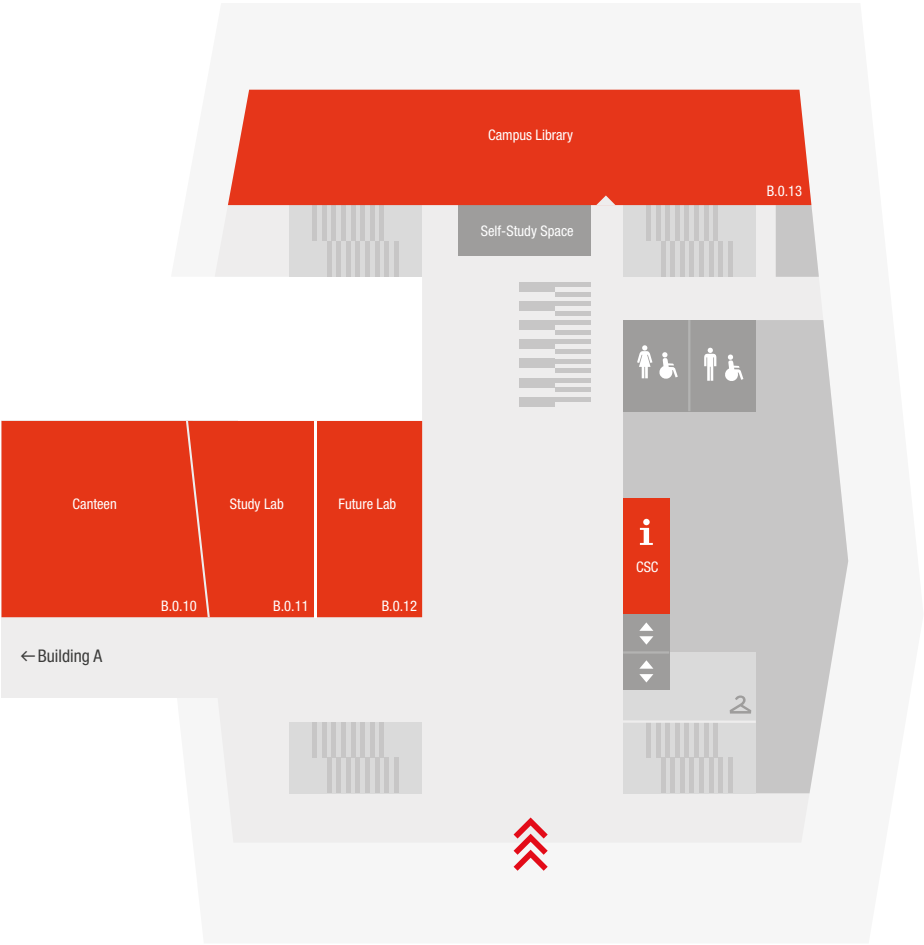 Campus Library
B.0.13
Self-Study Space
Canteen
B.0.10
Study Lab
B.0.11
Future Lab
B.0.12
i
CSC
←Building A